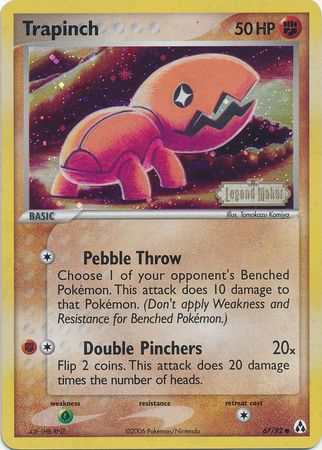 Trapinch
50 HP
Legend Maker
BASIC
Illus. Tomokazu Komiya
Pebble Throw
Choose 1 of your opponent's Benched
Pokémon. This attack does 10 damage to
that Pokémon. (Don't apply Weakness and
Resistance for Benched Pokémon.)
Double Pinchers 20x
Flip 2 coins. This attack does 20 damage
times the number of heads.
weakness resistance retreat cost
©2006 Pokémon/Nintendo
67/92